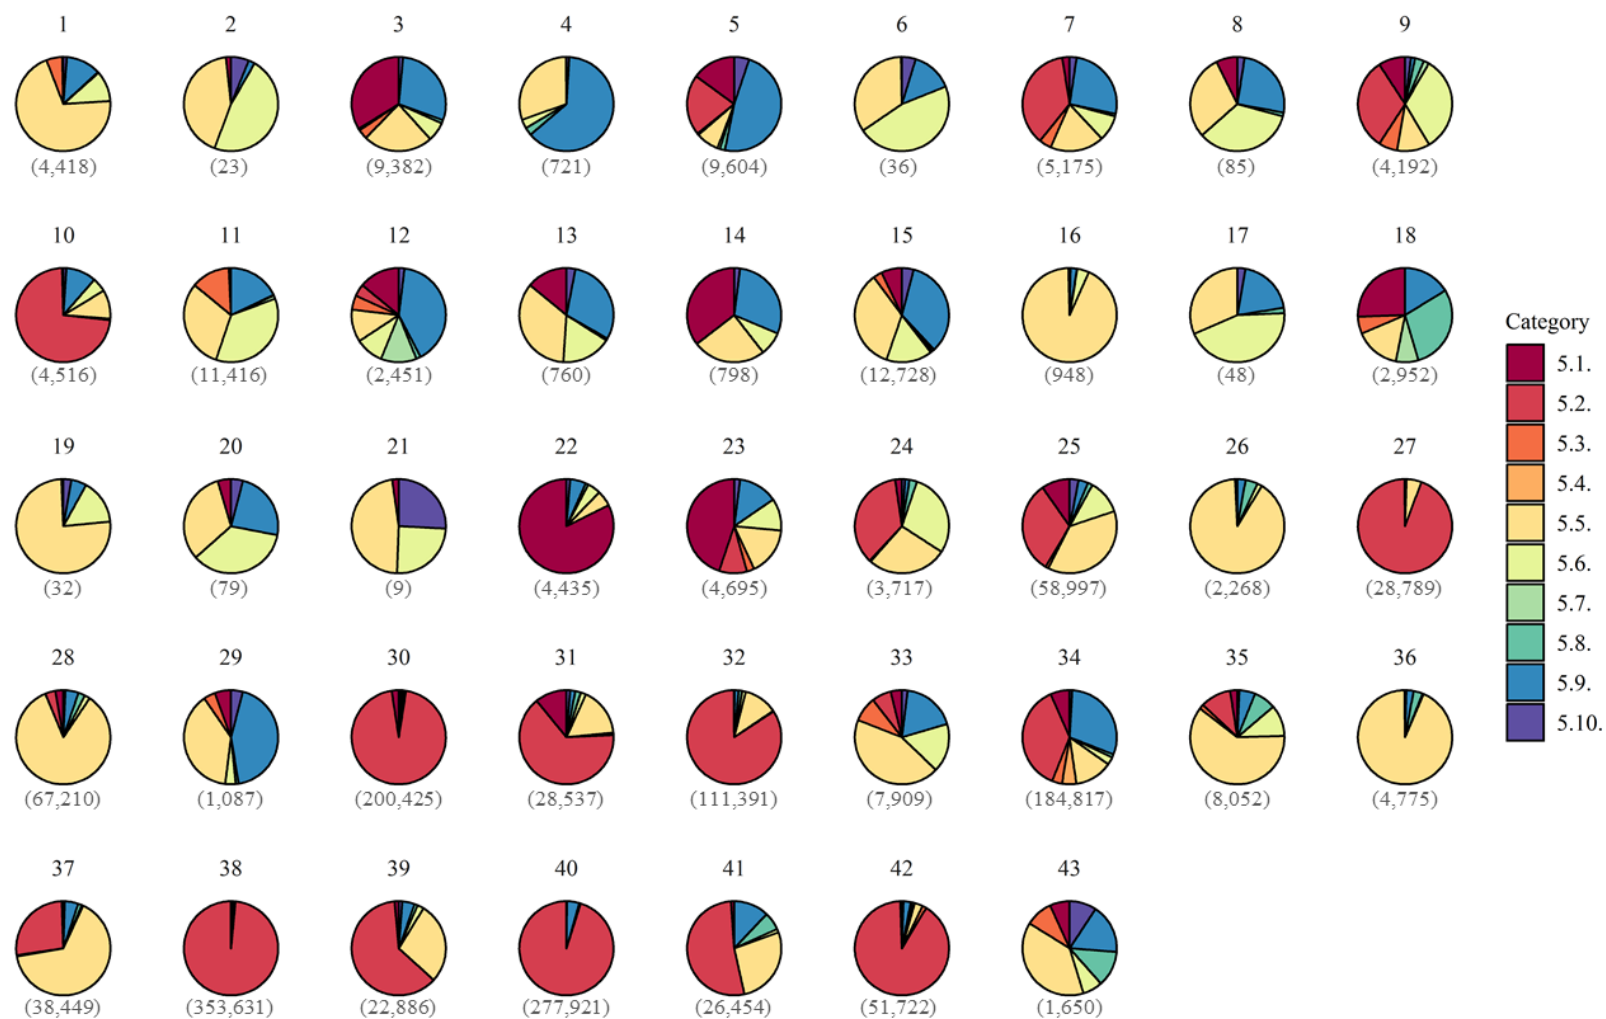 1 2 3 4 5 6 7 8 9
(4,418) (23) (9,382) (721) (9,604) (36) (5,175) (85) (4,192)
10 11 12 13 14 15 16 17 18
(4,516) (11,416) (2,451) (760) (798) (12,728) (948) (48) (2,952)
19 20 21 22 23 24 25 26 27
(32) (79) (9) (4,435) (4,695) (3,717) (58,997) (2,268) (28,789)
28 29 30 31 32 33 34 35 36
(67,210) (1,087) (200,425) (28,537) (111,391) (7,909) (184,817) (8,052) (4,775)
37 38 39 40 41 42 43
(38,449) (353,631) (22,886) (277,921) (26,454) (51,722) (1,650)
Category
5.1.
5.2.
5.3.
5.4.
5.5.
5.6.
5.7.
5.8.
5.9.
5.10.